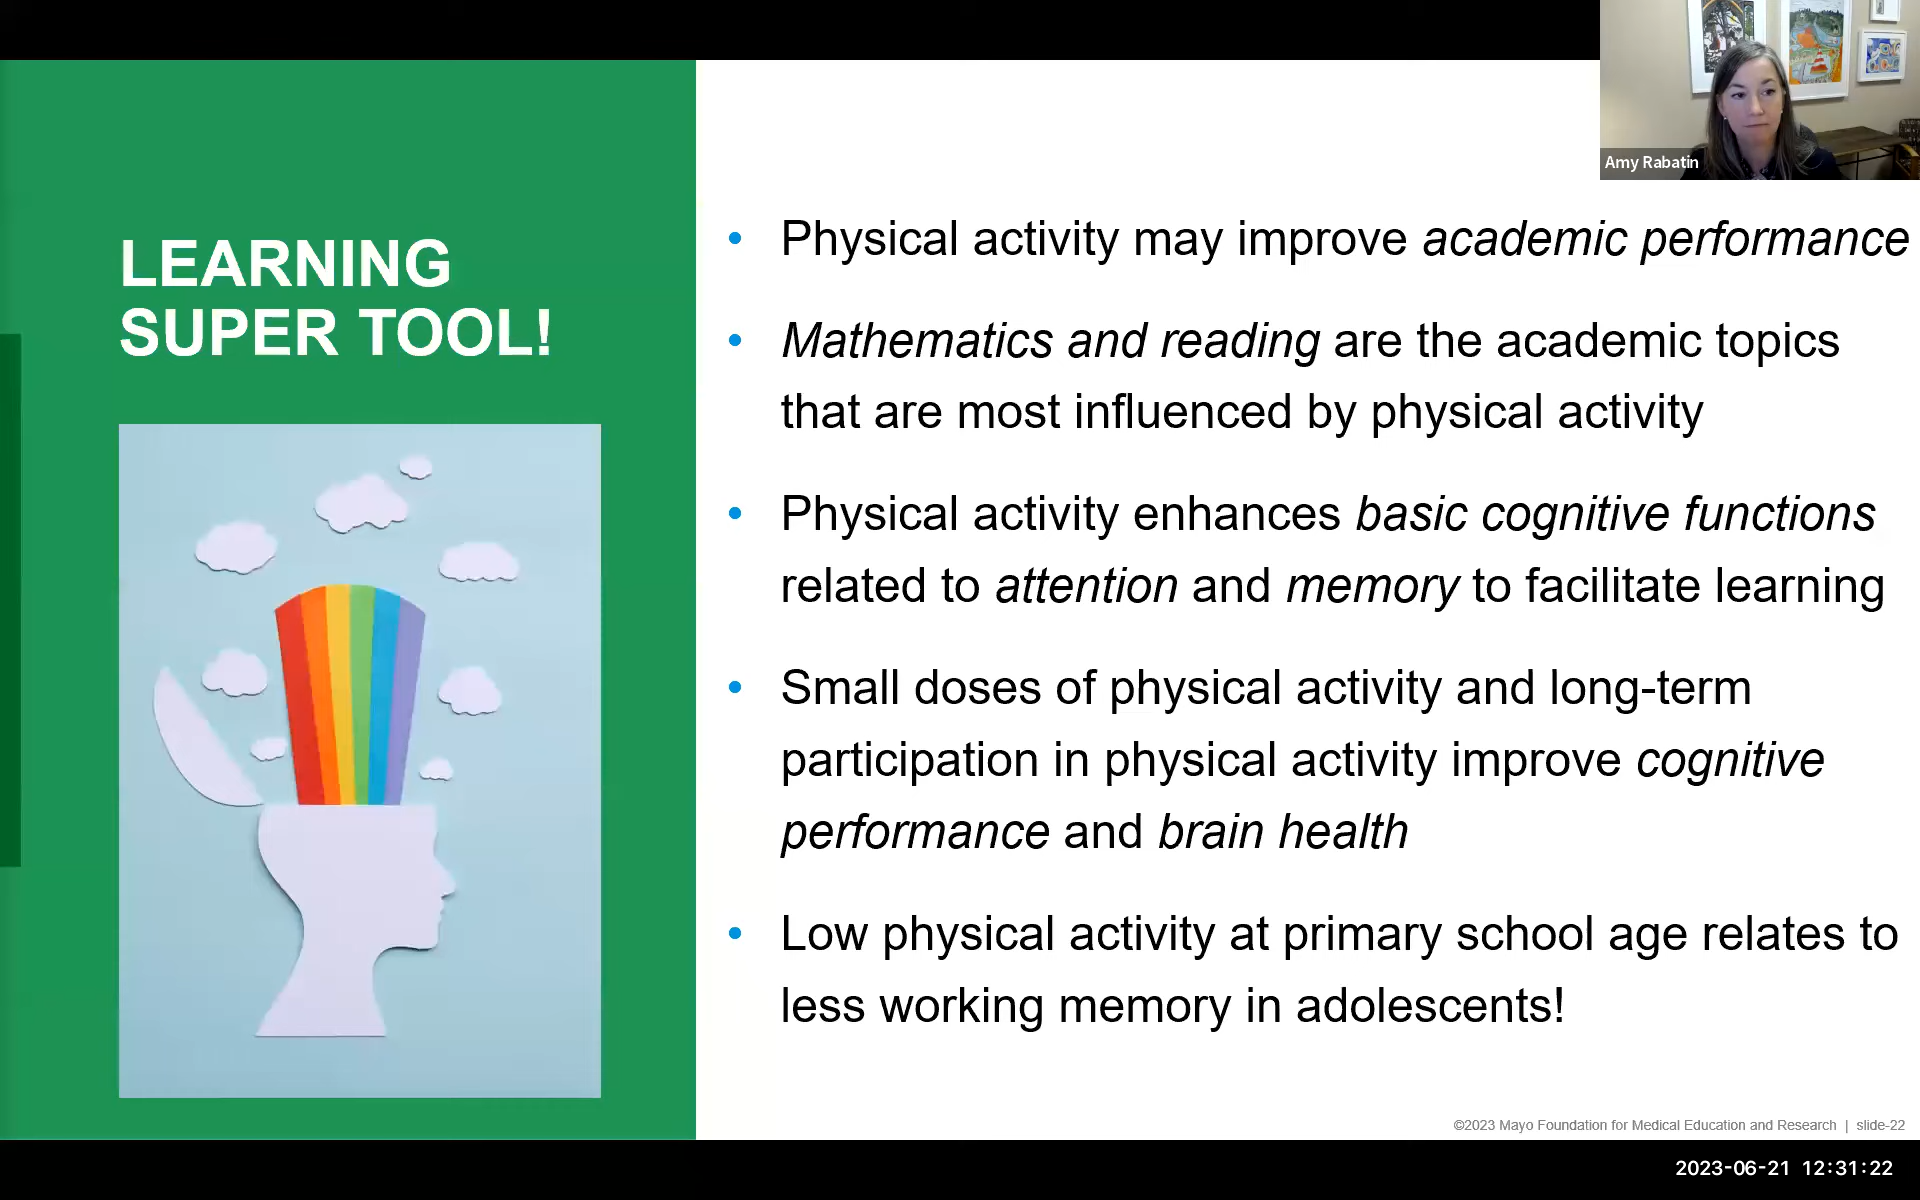 Amy Rabatin
LEARNING
SUPER TOOL!
• Physical activity may improve academic performance
• Mathematics and reading are the academic topics
that are most influenced by physical activity
• Physical activity enhances basic cognitive functions
related to attention and memory to facilitate learning
• Small doses of physical activity and long-term
participation in physical activity improve cognitive
performance and brain health
• Low physical activity at primary school age relates to
less working memory in adolescents!
©2023 Mayo Foundation for Medical Education and Research | slide-22
2023-06-21 12:31:22